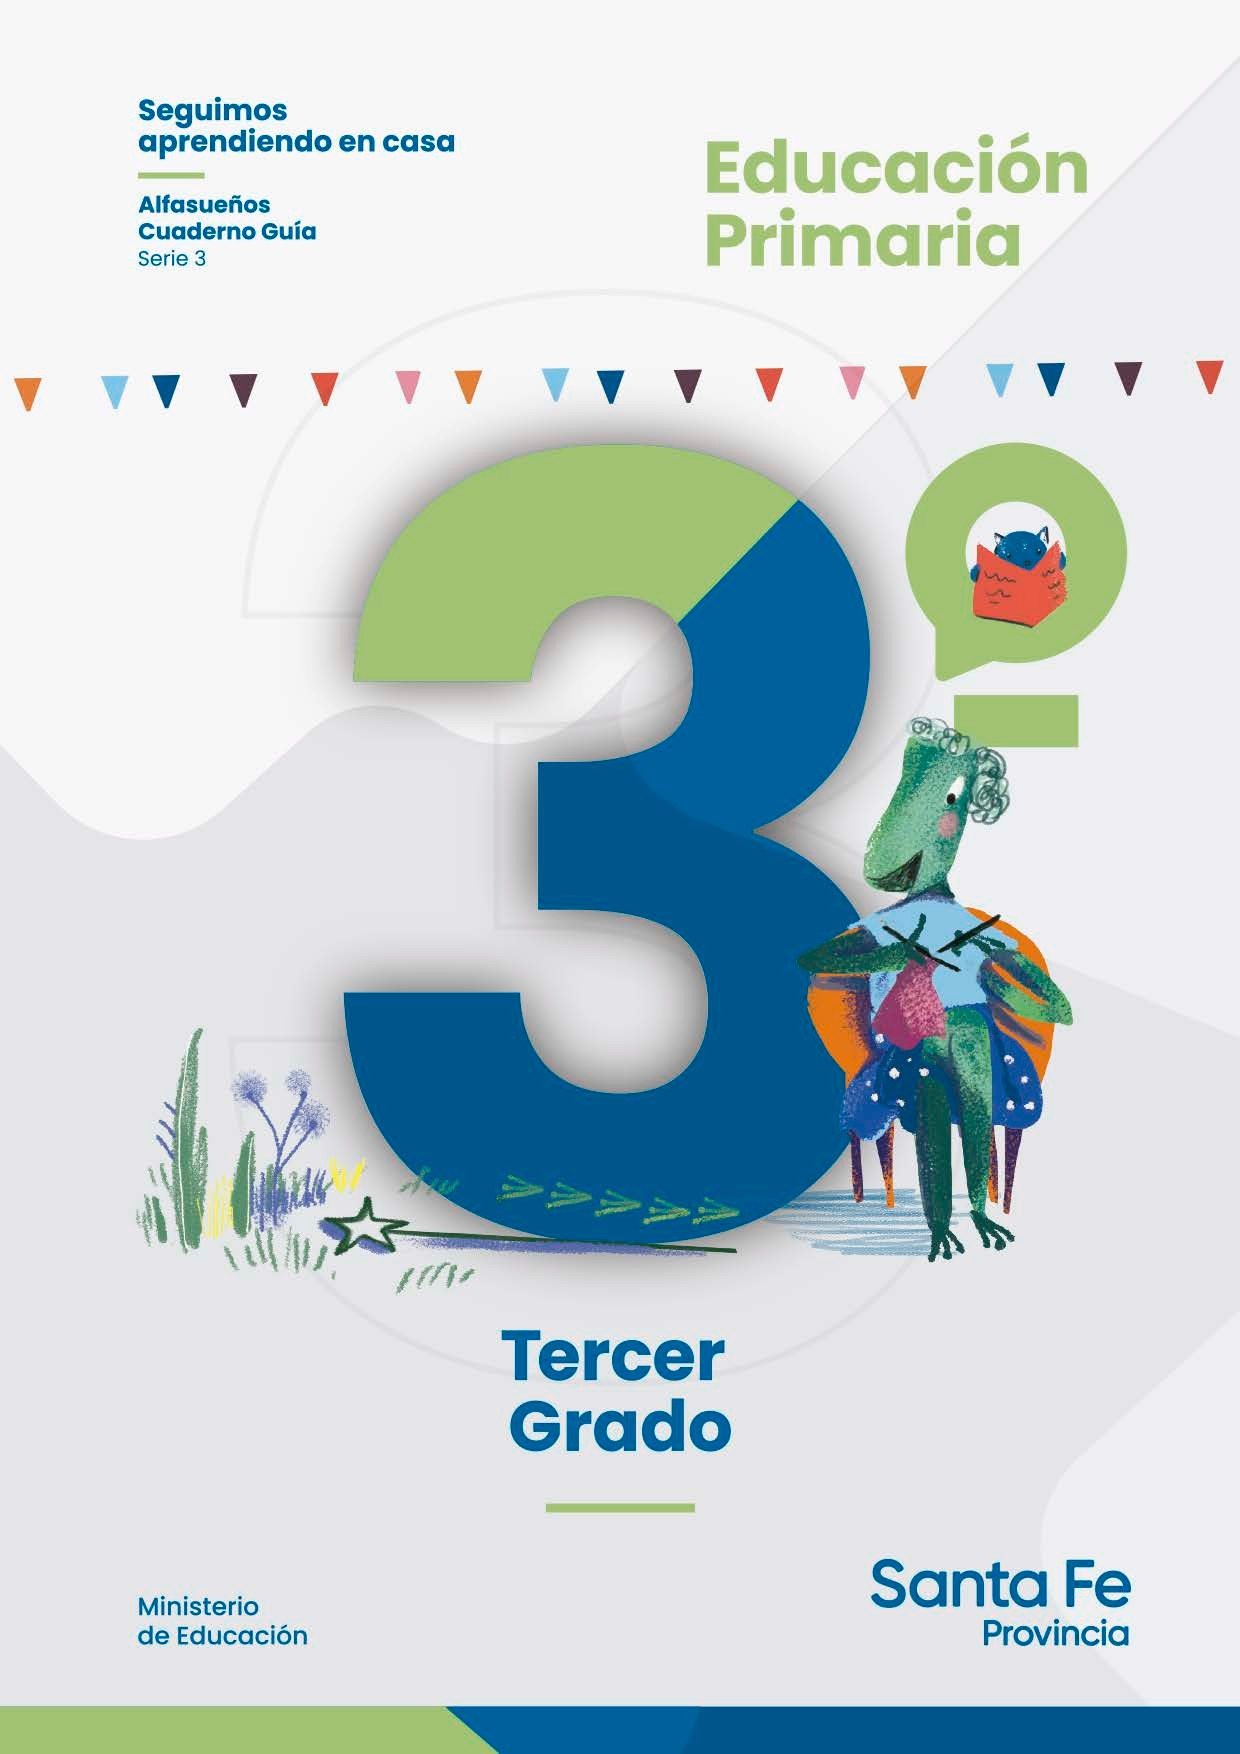 Seguimos
aprendiendo en casa
Alfasueños
Cuaderno Guía
Serie 3
Educación
Primaria
3º
Tercer
Grado
Ministerio
de Educación
Santa Fe
Provincia